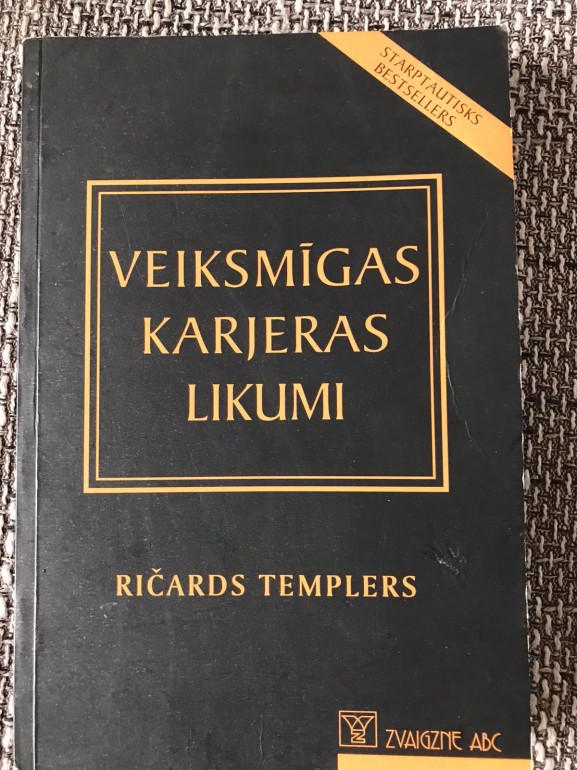 STARPTAUTISKS
BESTSELLERS
VEIKSMĪGAS
KARJERAS
LIKUMI
RIČARDS TEMPLERS
ZVAIGZNE ABC